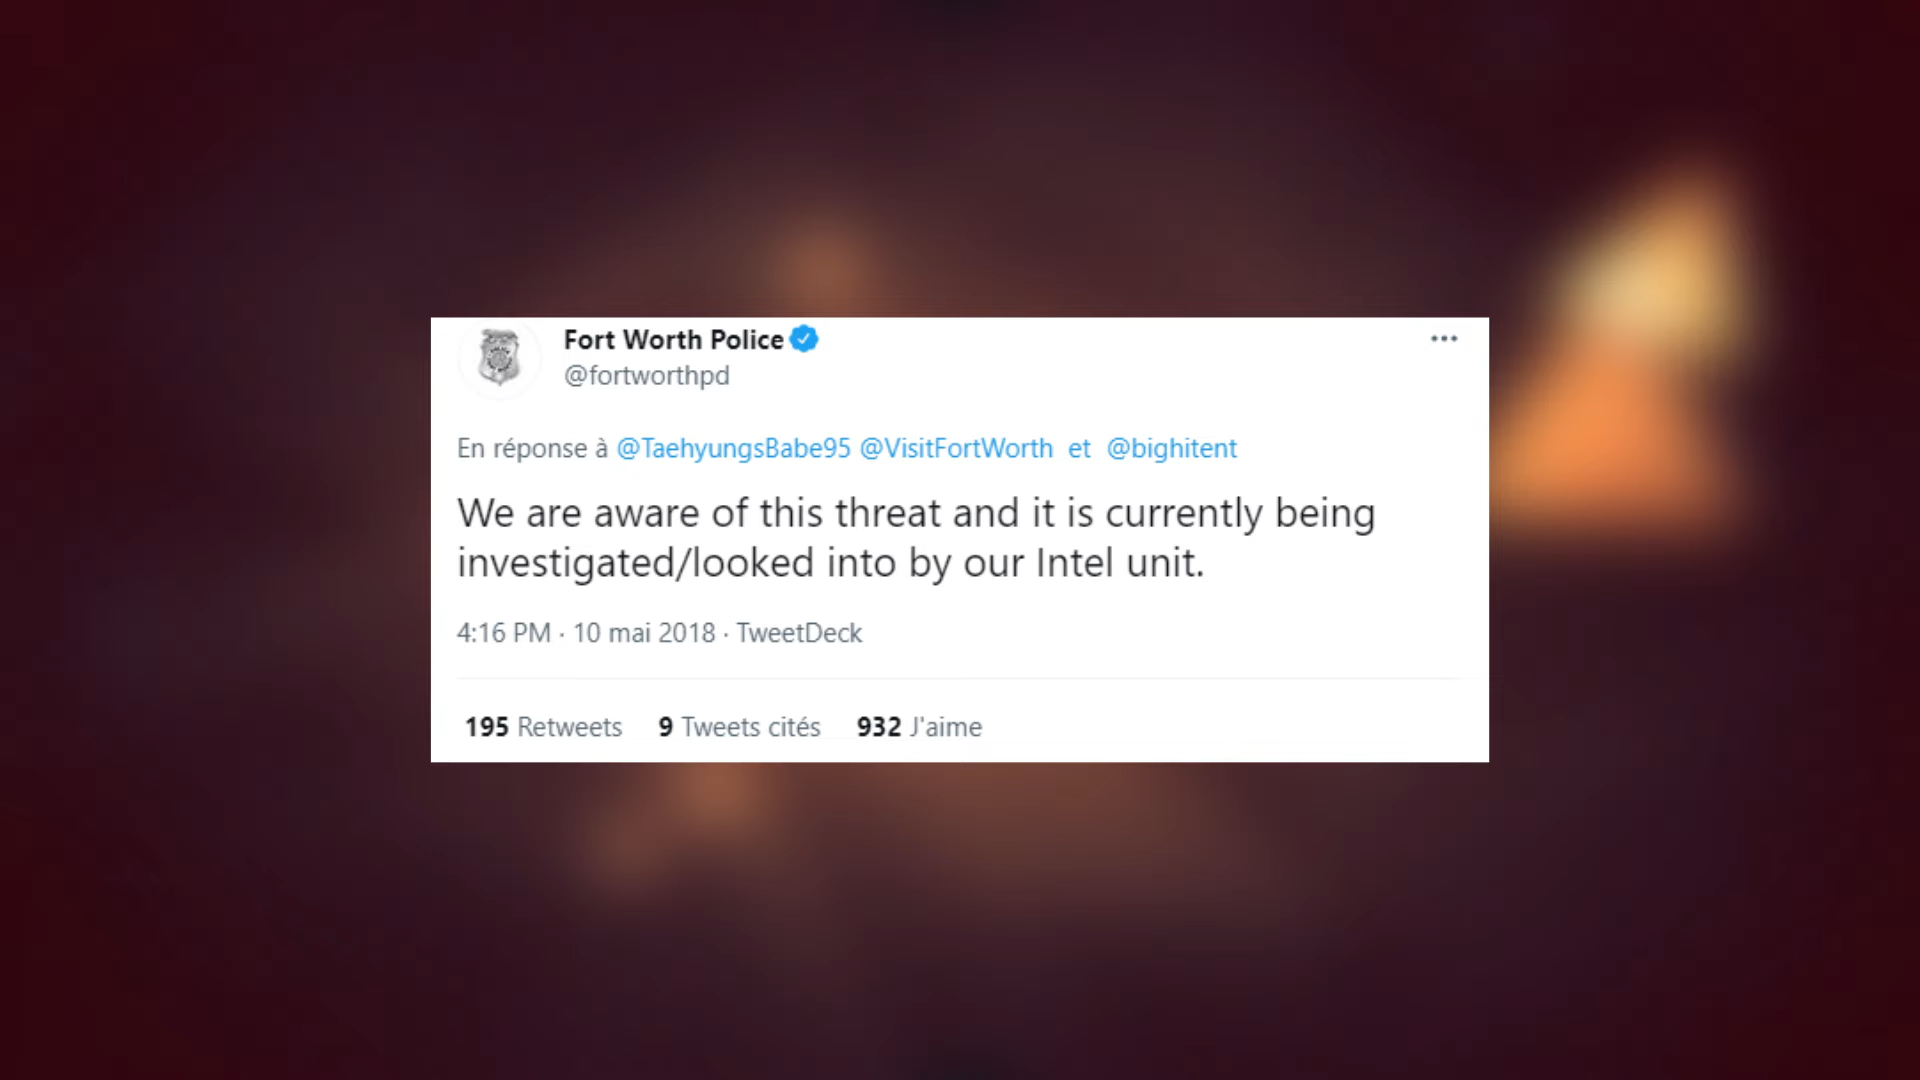 Fort Worth Police
@fortworthpd
En réponse à @TaehyungsBabe95 @VisitFortWorth et @bighitent
We are aware of this threat and it is currently being
investigated/looked into by our Intel unit.
4:16 PM · 10 mai 2018 · TweetDeck
195 Retweets 9 Tweets cités 932 J'aime